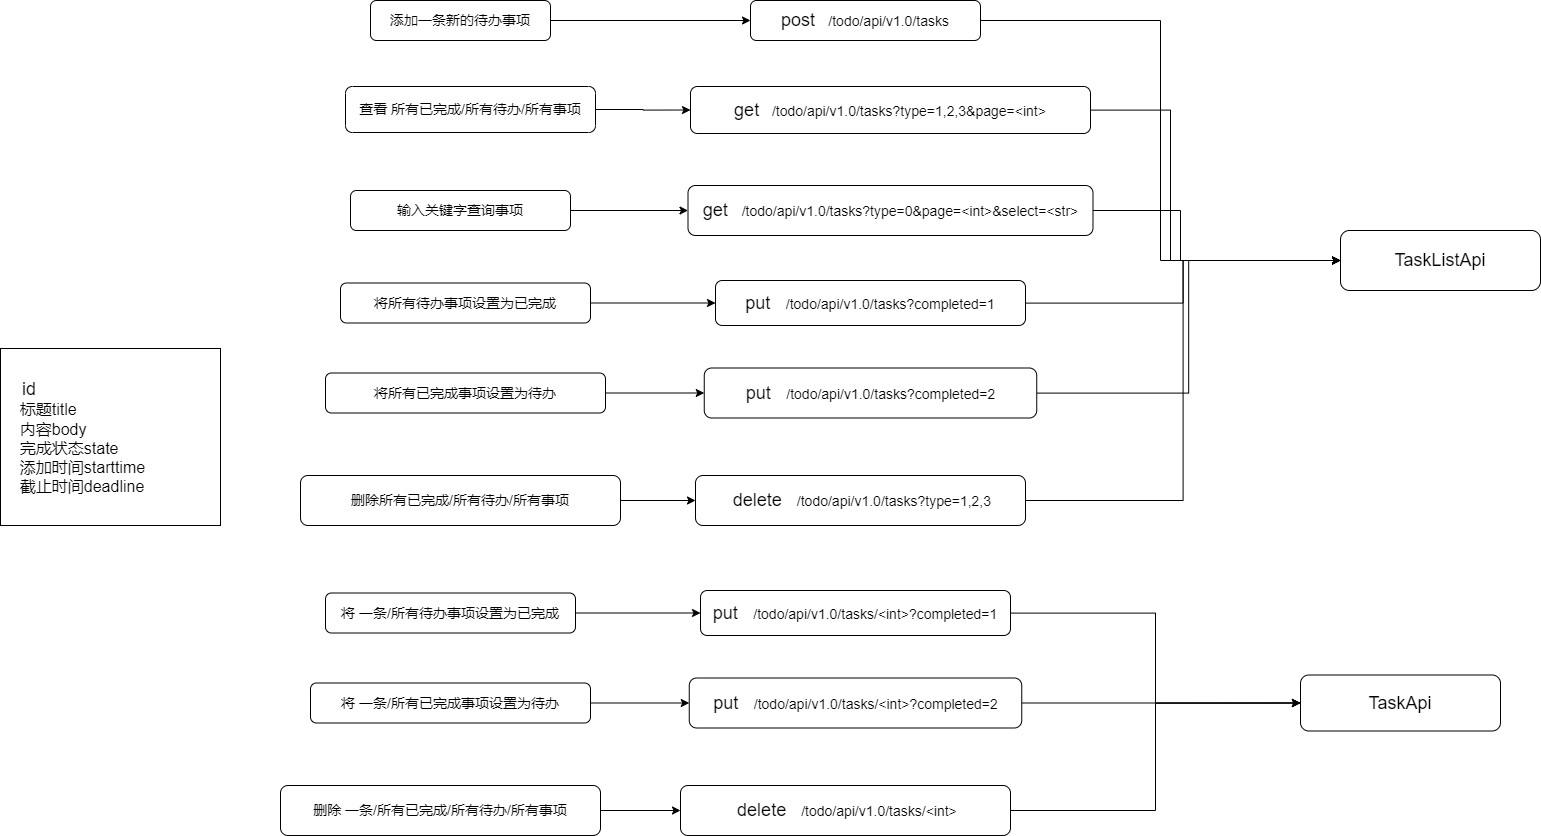 添加一条新的待办事项
post /todo/api/v1.0/tasks
查看 所有已完成/所有待办/所有事项
get /todo/api/v1.0/tasks?type=1,2,3&page=<int>
输入关键字查询事项
get /todo/api/v1.0/tasks?type=0&page=<int>&select=<str>
TaskListApi
将所有待办事项设置为已完成
put /todo/api/v1.0/tasks?completed=1
id
标题title
内容body
完成状态state
添加时间starttime
截止时间deadline
将所有已完成事项设置为待办
put /todo/api/v1.0/tasks?completed=2
删除所有已完成/所有待办/所有事项
delete /todo/api/v1.0/tasks?type=1,2,3
将 一条/所有待办事项设置为已完成
put /todo/api/v1.0/tasks/<int>?completed=1
将 一条/所有已完成事项设置为待办
put /todo/api/v1.0/tasks/<int>?completed=2
TaskApi
删除 一条/所有已完成/所有待办/所有事项
delete /todo/api/v1.0/tasks/<int>